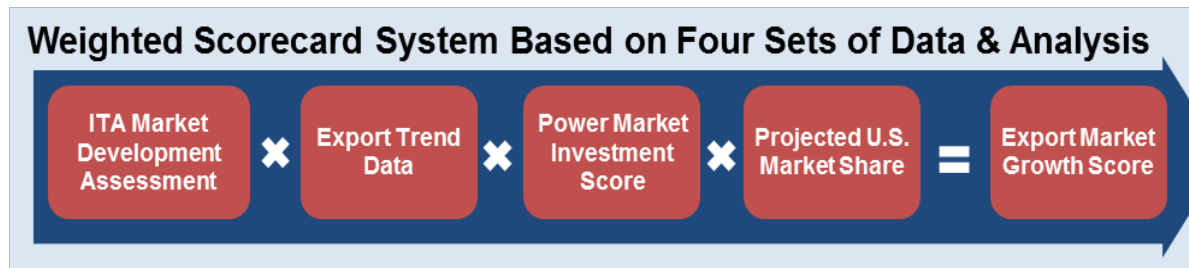 Weighted Scorecard System Based on Four Sets of Data & Analysis
ITA Market
Development
Assessment
×
Export Trend
Data
×
Power Market
Investment
Score
×
Projected U.S.
Market Share
=
Export Market
Growth Score